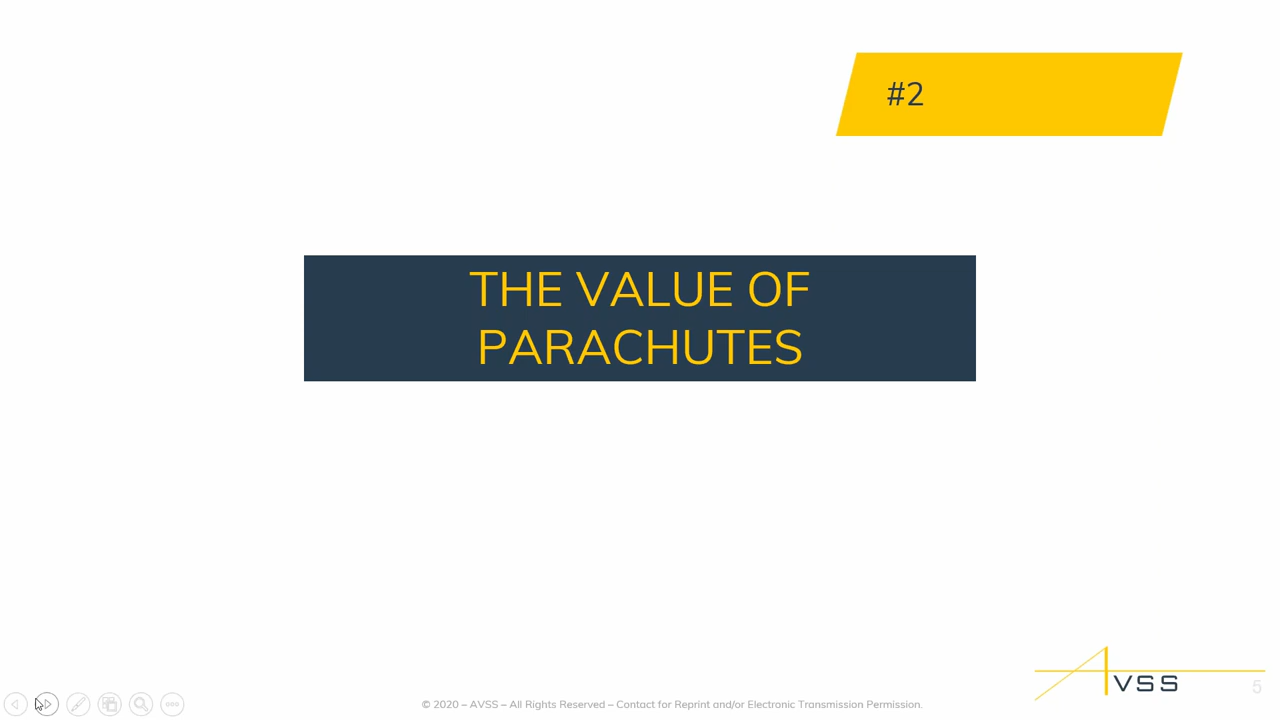 #2
THE VALUE OF
PARACHUTES
© 2020 – AVSS – All Rights Reserved – Contact for Reprint and/or Electronic Transmission Permission.
AVSS
5